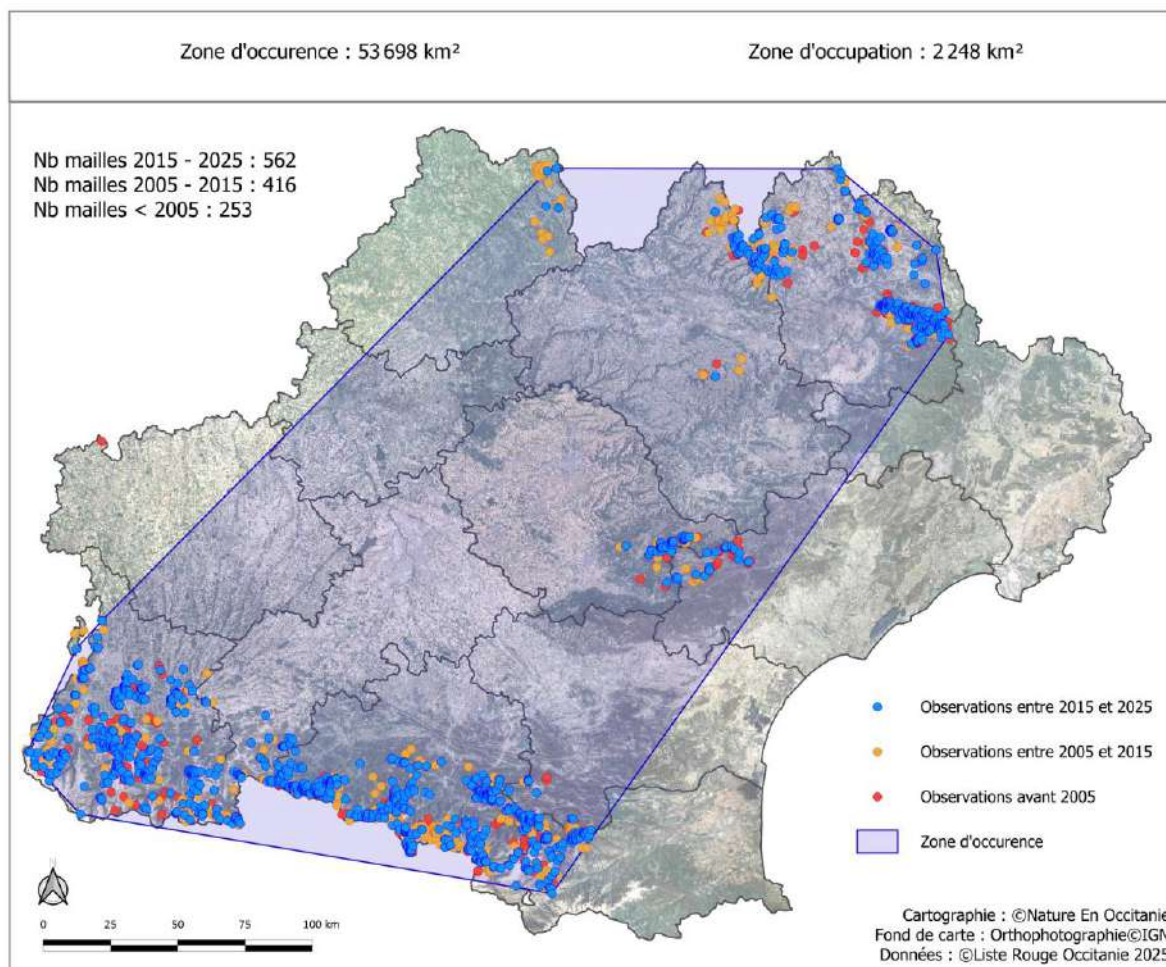 Zone d'occurence : 53 698 km²
Zone d'occupation : 2 248 km²
Nb mailles 2015 - 2025 : 562
Nb mailles 2005 - 2015 : 416
Nb mailles < 2005 : 253
Observations entre 2015 et 2025
Observations entre 2005 et 2015
Observations avant 2005
Zone d'occurence
N
0 25 50 75 100 km
Cartographie : ©Nature En Occitanie
Fond de carte : Orthophotographie©IGN
Données : ©Liste Rouge Occitanie 2025